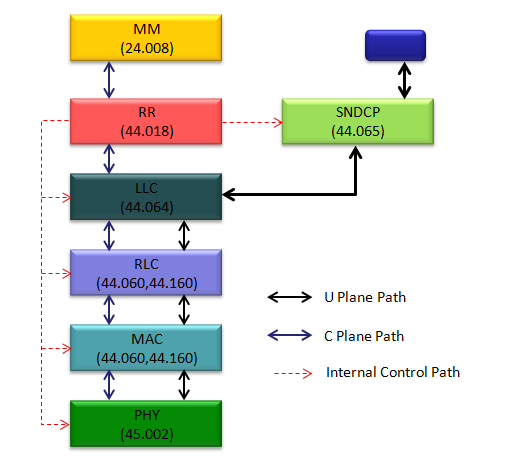 MM
(24.008)
RR
(44.018)
SNDCP
(44.065)
LLC
(44.064)
RLC
(44.060,44.160)
U Plane Path
MAC
(44.060,44.160)
C Plane Path
Internal Control Path
PHY
(45.002)